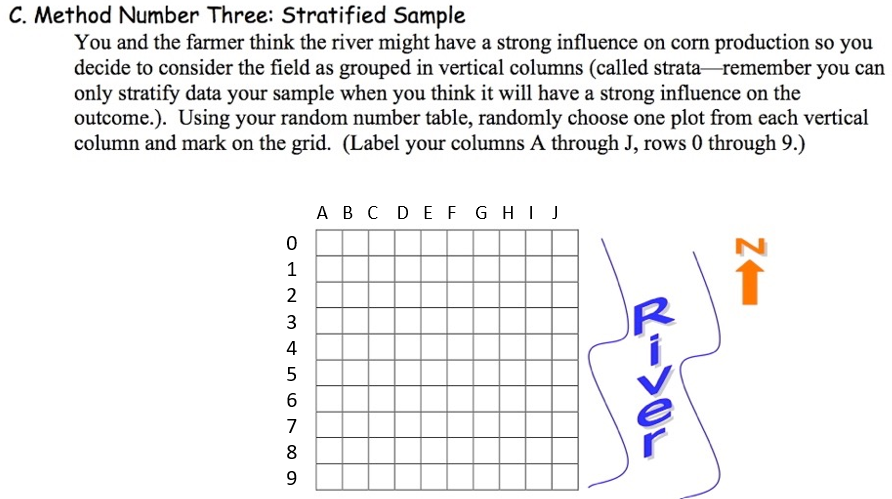 C. Method Number Three: Stratified Sample
You and the farmer think the river might have a strong influence on corn production so you
decide to consider the field as grouped in vertical columns (called strata—remember you can
only stratify data your sample when you think it will have a strong influence on the
outcome.). Using your random number table, randomly choose one plot from each vertical
column and mark on the grid. (Label your columns A through J, rows 0 through 9.)
A B C D E F G H I J
0
1
2
3
4
5
6
7
8
9
River
N